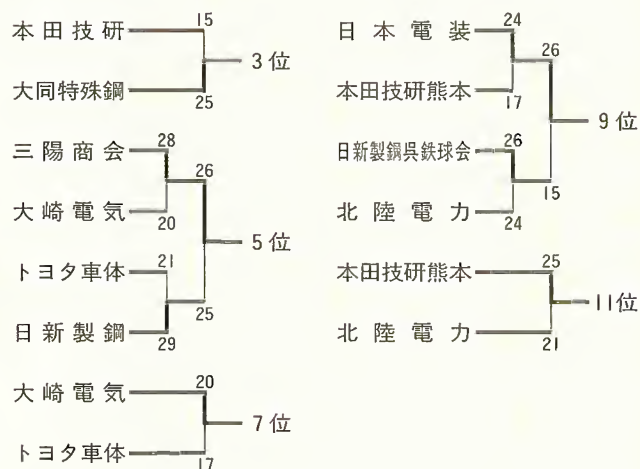 本田技研 15
3位
大同特殊鋼 25
三陽商会 28
26
大崎電気 20
5位
トヨタ車体 21
25
日新製鋼 29
大崎電気 20
7位
トヨタ車体 17
日本電装 24
26
本田技研熊本 17
9位
日新製鋼呉鉄球会 26
15
北陸電力 24
本田技研熊本 25
11位
北陸電力 21